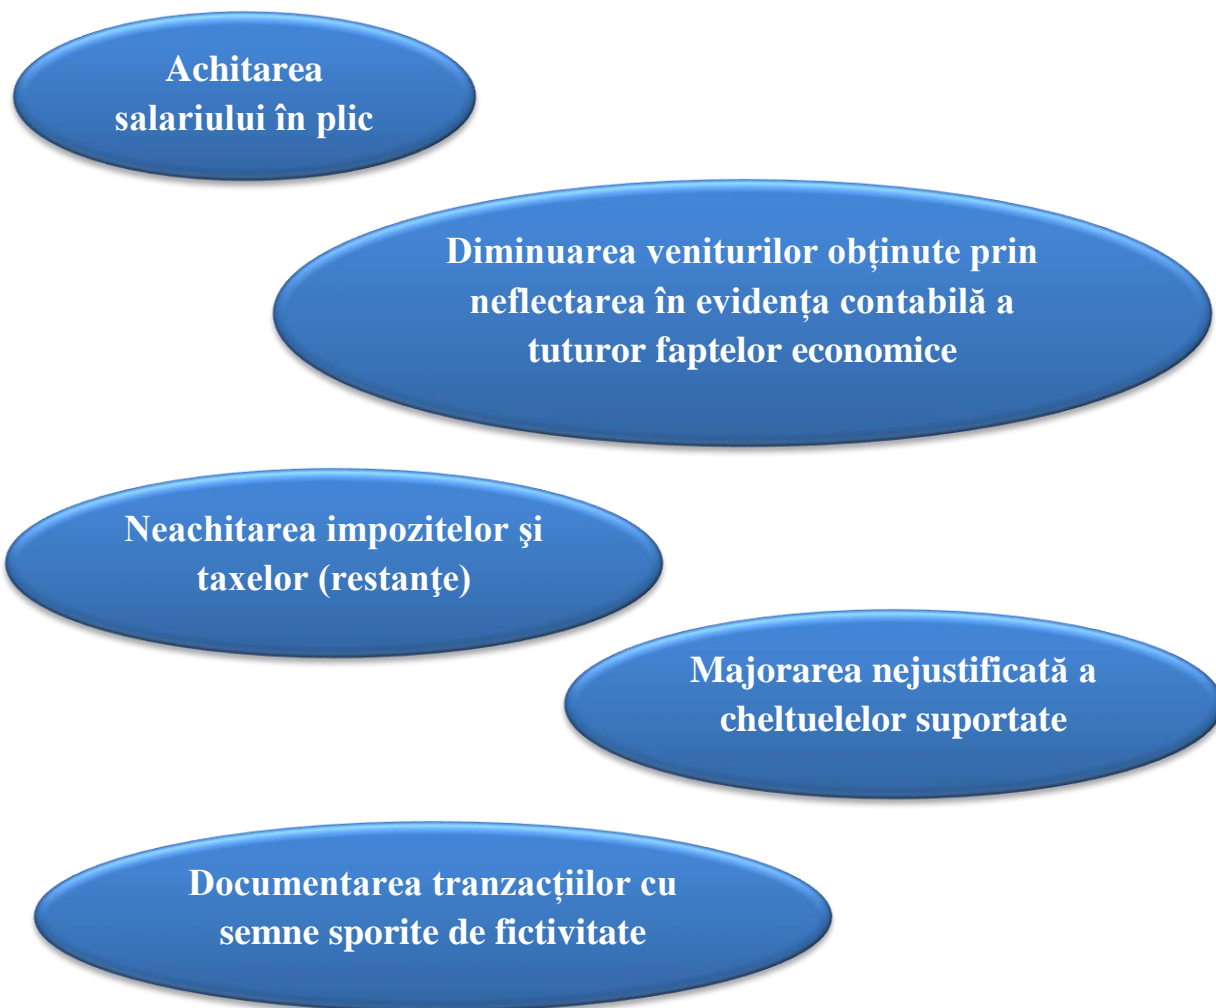 Achitarea
salariului în plic
Diminuarea veniturilor obținute prin
neflectarea în evidența contabilă a
tuturor faptelor economice
Neachitarea impozitelor şi
taxelor (restanţe)
Majorarea nejustificată a
cheltuelelor suportate
Documentarea tranzacțiilor cu
semne sporite de fictivitate